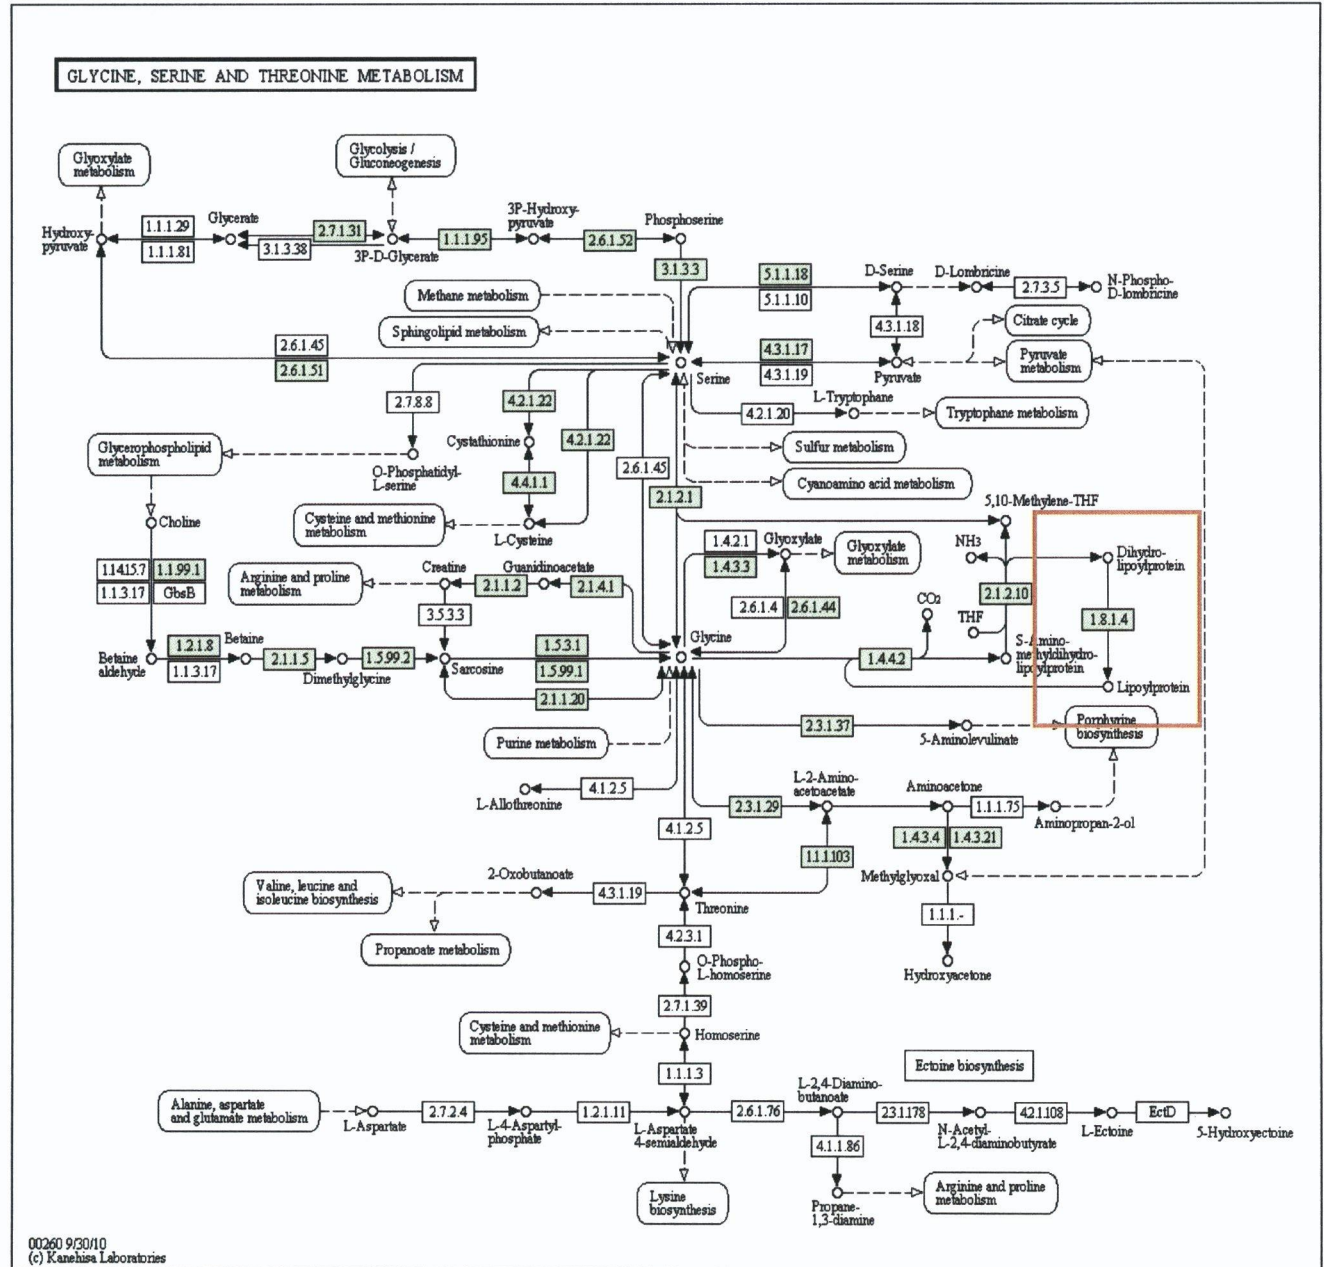 GLYCINE, SERINE AND THREONINE METABOLISM
Glyoxylate
metabolism
Glycolysis /
Gluconeogenesis
Hydroxy-
pyruvate
1.1.1.29
1.1.1.81
Glycerate
2.7.1.31
3.1.3.38
3P-D-Glycerate
1.1.1.95
3P-Hydroxy-
pyruvate
2.6.1.52
Phosphoserine
3.1.3.3
Methane metabolism
Sphingolipid metabolism
5.1.1.18
5.1.1.10
D-Serine
D-Lombricine
2.7.3.5
N-Phospho-
D-lombricine
4.3.1.18
Citrate cycle
2.6.1.45
2.6.1.51
4.3.1.17
4.3.1.19
Pyruvate
Pyruvate
metabolism
Serine
2.7.8.8
4.2.1.22
4.2.1.20
L-Tryptophane
Tryptophane metabolism
Glycerophospholipid
metabolism
Cystathionine
4.2.1.22
Sulfur metabolism
O-Phosphatidyl-
L-serine
2.6.1.45
4.4.1.1
2.1.2.1
Cyanoamino acid metabolism
5,10-Methylene-THF
Choline
Cysteine and methionine
metabolism
L-Cysteine
1.14.15.7
1.1.99.1
1.1.3.17
GbsB
Arginine and proline
metabolism
Creatine
2.1.1.2
Guanidinoacetate
2.1.4.1
1.4.2.1
1.4.3.3
Glyoxylate
Glyoxylate
metabolism
NH3
Dihydro-
lipoylprotein
2.1.2.10
3.5.3.3
2.6.1.4
2.6.1.44
CO2
THF
1.8.1.4
Betaine
aldehyde
1.2.1.8
1.1.3.17
Betaine
2.1.1.5
Dimethylglycine
1.5.99.2
Sarcosine
1.5.3.1
1.5.99.1
2.1.1.20
Glycine
1.4.4.2
S-Amino-
methyldihydro-
lipoylprotein
Lipoylprotein
Purine metabolism
2.3.1.37
5-Aminolevulinate
Porphyrine
biosynthesis
L-Allothreonine
4.1.2.5
4.1.2.5
2.3.1.29
L-2-Amino-
acetoacetate
Aminoacetone
1.1.1.75
Aminopropan-2-ol
1.1.1.103
1.4.3.4
1.4.3.21
Methylglyoxal
Valine, leucine and
isoleucine biosynthesis
2-Oxobutanoate
4.3.1.19
Threonine
1.1.1.-
Propanoate metabolism
4.2.3.1
Hydroxyacetone
O-Phospho-
L-homoserine
2.7.1.39
Cysteine and methionine
metabolism
Homoserine
1.1.1.3
Ectoine biosynthesis
Alanine, aspartate
and glutamate metabolism
L-Aspartate
2.7.2.4
L-4-Aspartyl-
phosphate
1.2.1.11
L-Aspartate
4-semialdehyde
2.6.1.76
L-2,4-Diamino-
butanoate
2.3.1.178
N-Acetyl-
L-2,4-diaminobutyrate
4.2.1.108
L-Ectoine
EctD
5-Hydroxyectoine
4.1.1.86
Lysine
biosynthesis
Propane-
1,3-diamine
Arginine and proline
metabolism
00260 9/30/10
(c) Kanehisa Laboratories